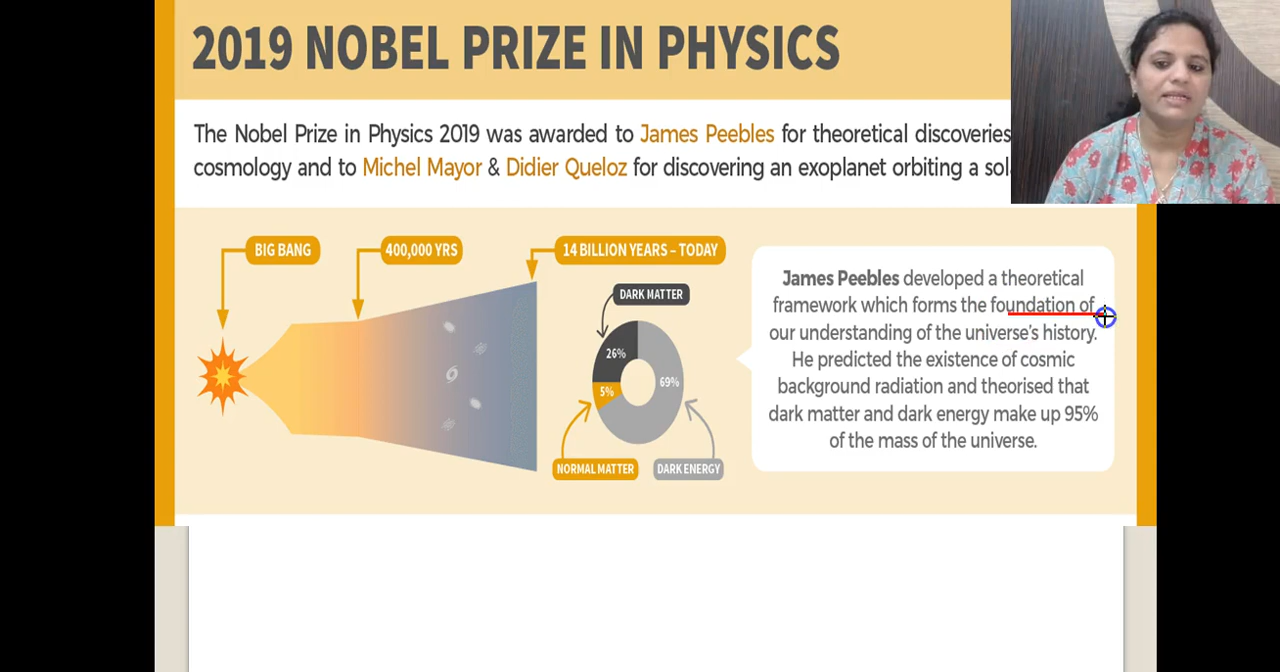 2019 NOBEL PRIZE IN PHYSICS
The Nobel Prize in Physics 2019 was awarded to James Peebles for theoretical discoveries
cosmology and to Michel Mayor & Didier Queloz for discovering an exoplanet orbiting a
BIG BANG
400,000 YRS
14 BILLION YEARS – TODAY
DARK MATTER
26%
69%
5%
NORMAL MATTER
DARK ENERGY
James Peebles developed a theoretical
framework which forms the foundation of
our understanding of the universe's history.
He predicted the existence of cosmic
background radiation and theorised that
dark matter and dark energy make up 95%
of the mass of the universe.